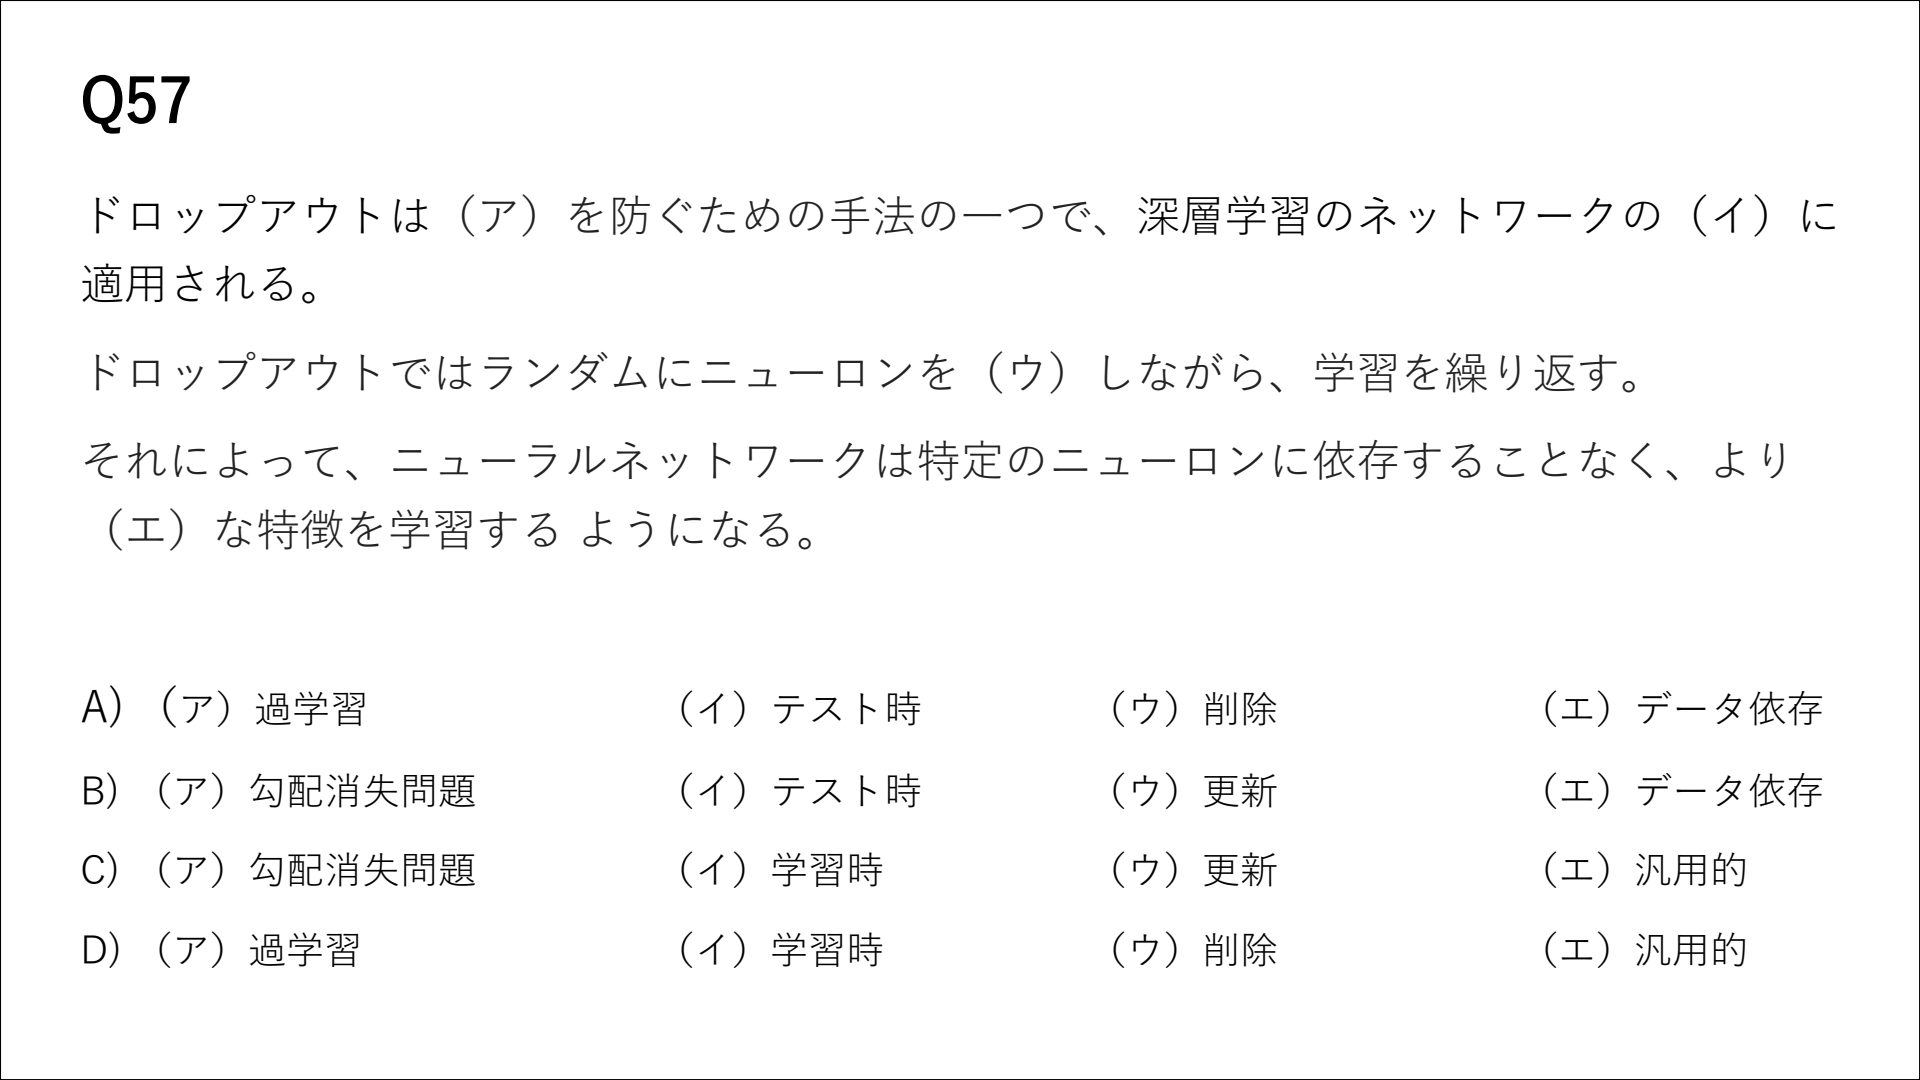 Q57
ドロップアウトは（ア）を防ぐための手法の一つで、深層学習のネットワークの（イ）に
適用される。
ドロップアウトではランダムにニューロンを（ウ）しながら、学習を繰り返す。
それによって、ニューラルネットワークは特定のニューロンに依存することなく、より
（エ）な特徴を学習する ようになる。
A）（ア）過学習 （イ）テスト時 （ウ）削除 （エ）データ依存
B）（ア）勾配消失問題 （イ）テスト時 （ウ）更新 （エ）データ依存
C）（ア）勾配消失問題 （イ）学習時 （ウ）更新 （エ）汎用的
D）（ア）過学習 （イ）学習時 （ウ）削除 （エ）汎用的